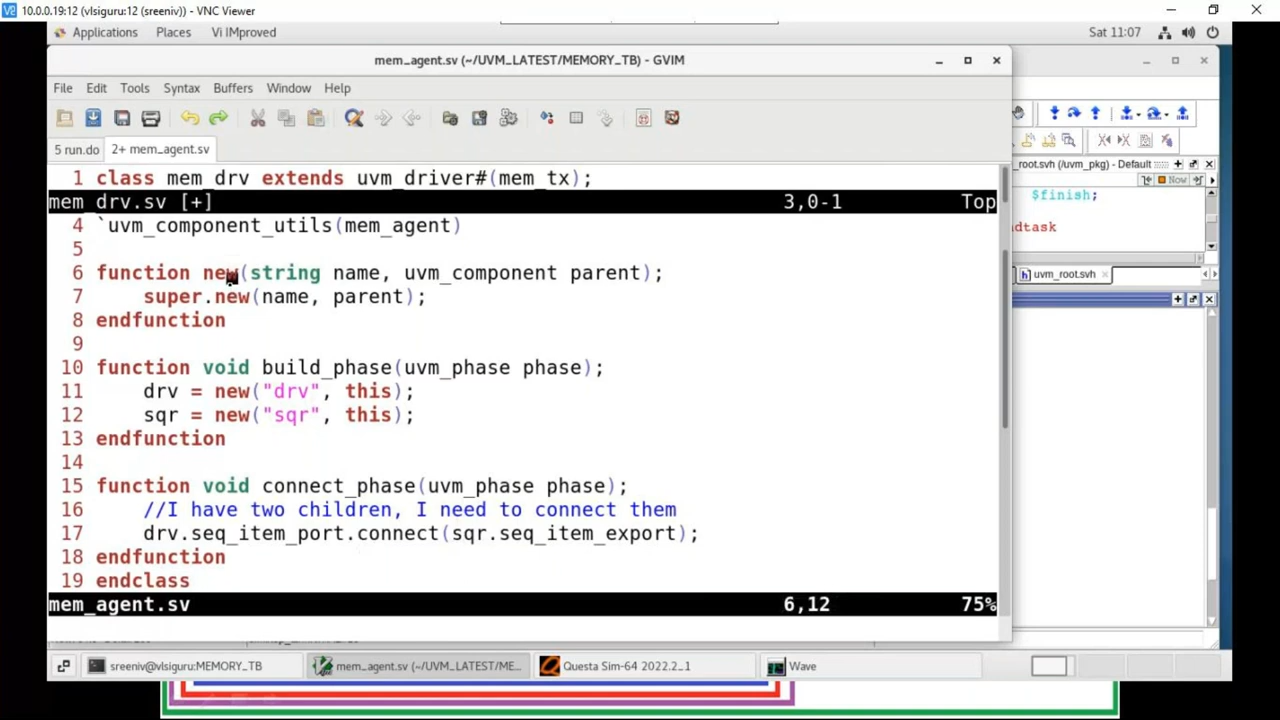 10.0.0.19:12 (vlsiguru:12 (sreeniv)) - VNC Viewer
Applications Places Vi IMproved Sat 11:07
mem_agent.sv (~/UVM_LATEST/MEMORY_TB) - GVIM
File Edit Tools Syntax Buffers Window Help
5 run.do 2+ mem_agent.sv
_root.svh (/uvm_pkg) - Default
Now
1 class mem_drv extends uvm_driver#(mem_tx);
$finish;
mem_drv.sv [+] 3,0-1 Top
4 `uvm_component_utils(mem_agent)
adtask
5
6 function new(string name, uvm_component parent);
uvm_root.svh
7 super.new(name, parent);
8 endfunction
9
10 function void build_phase(uvm_phase phase);
11 drv = new("drv", this);
12 sqr = new("sqr", this);
13 endfunction
14
15 function void connect_phase(uvm_phase phase);
16 //I have two children, I need to connect them
17 drv.seq_item_port.connect(sqr.seq_item_export);
18 endfunction
19 endclass
mem_agent.sv 6,12 75%
sreeniv@vlsiguru:MEMORY_TB mem_agent.sv (~/UVM_LATEST/ME... Questa Sim-64 2022.2_1 Wave